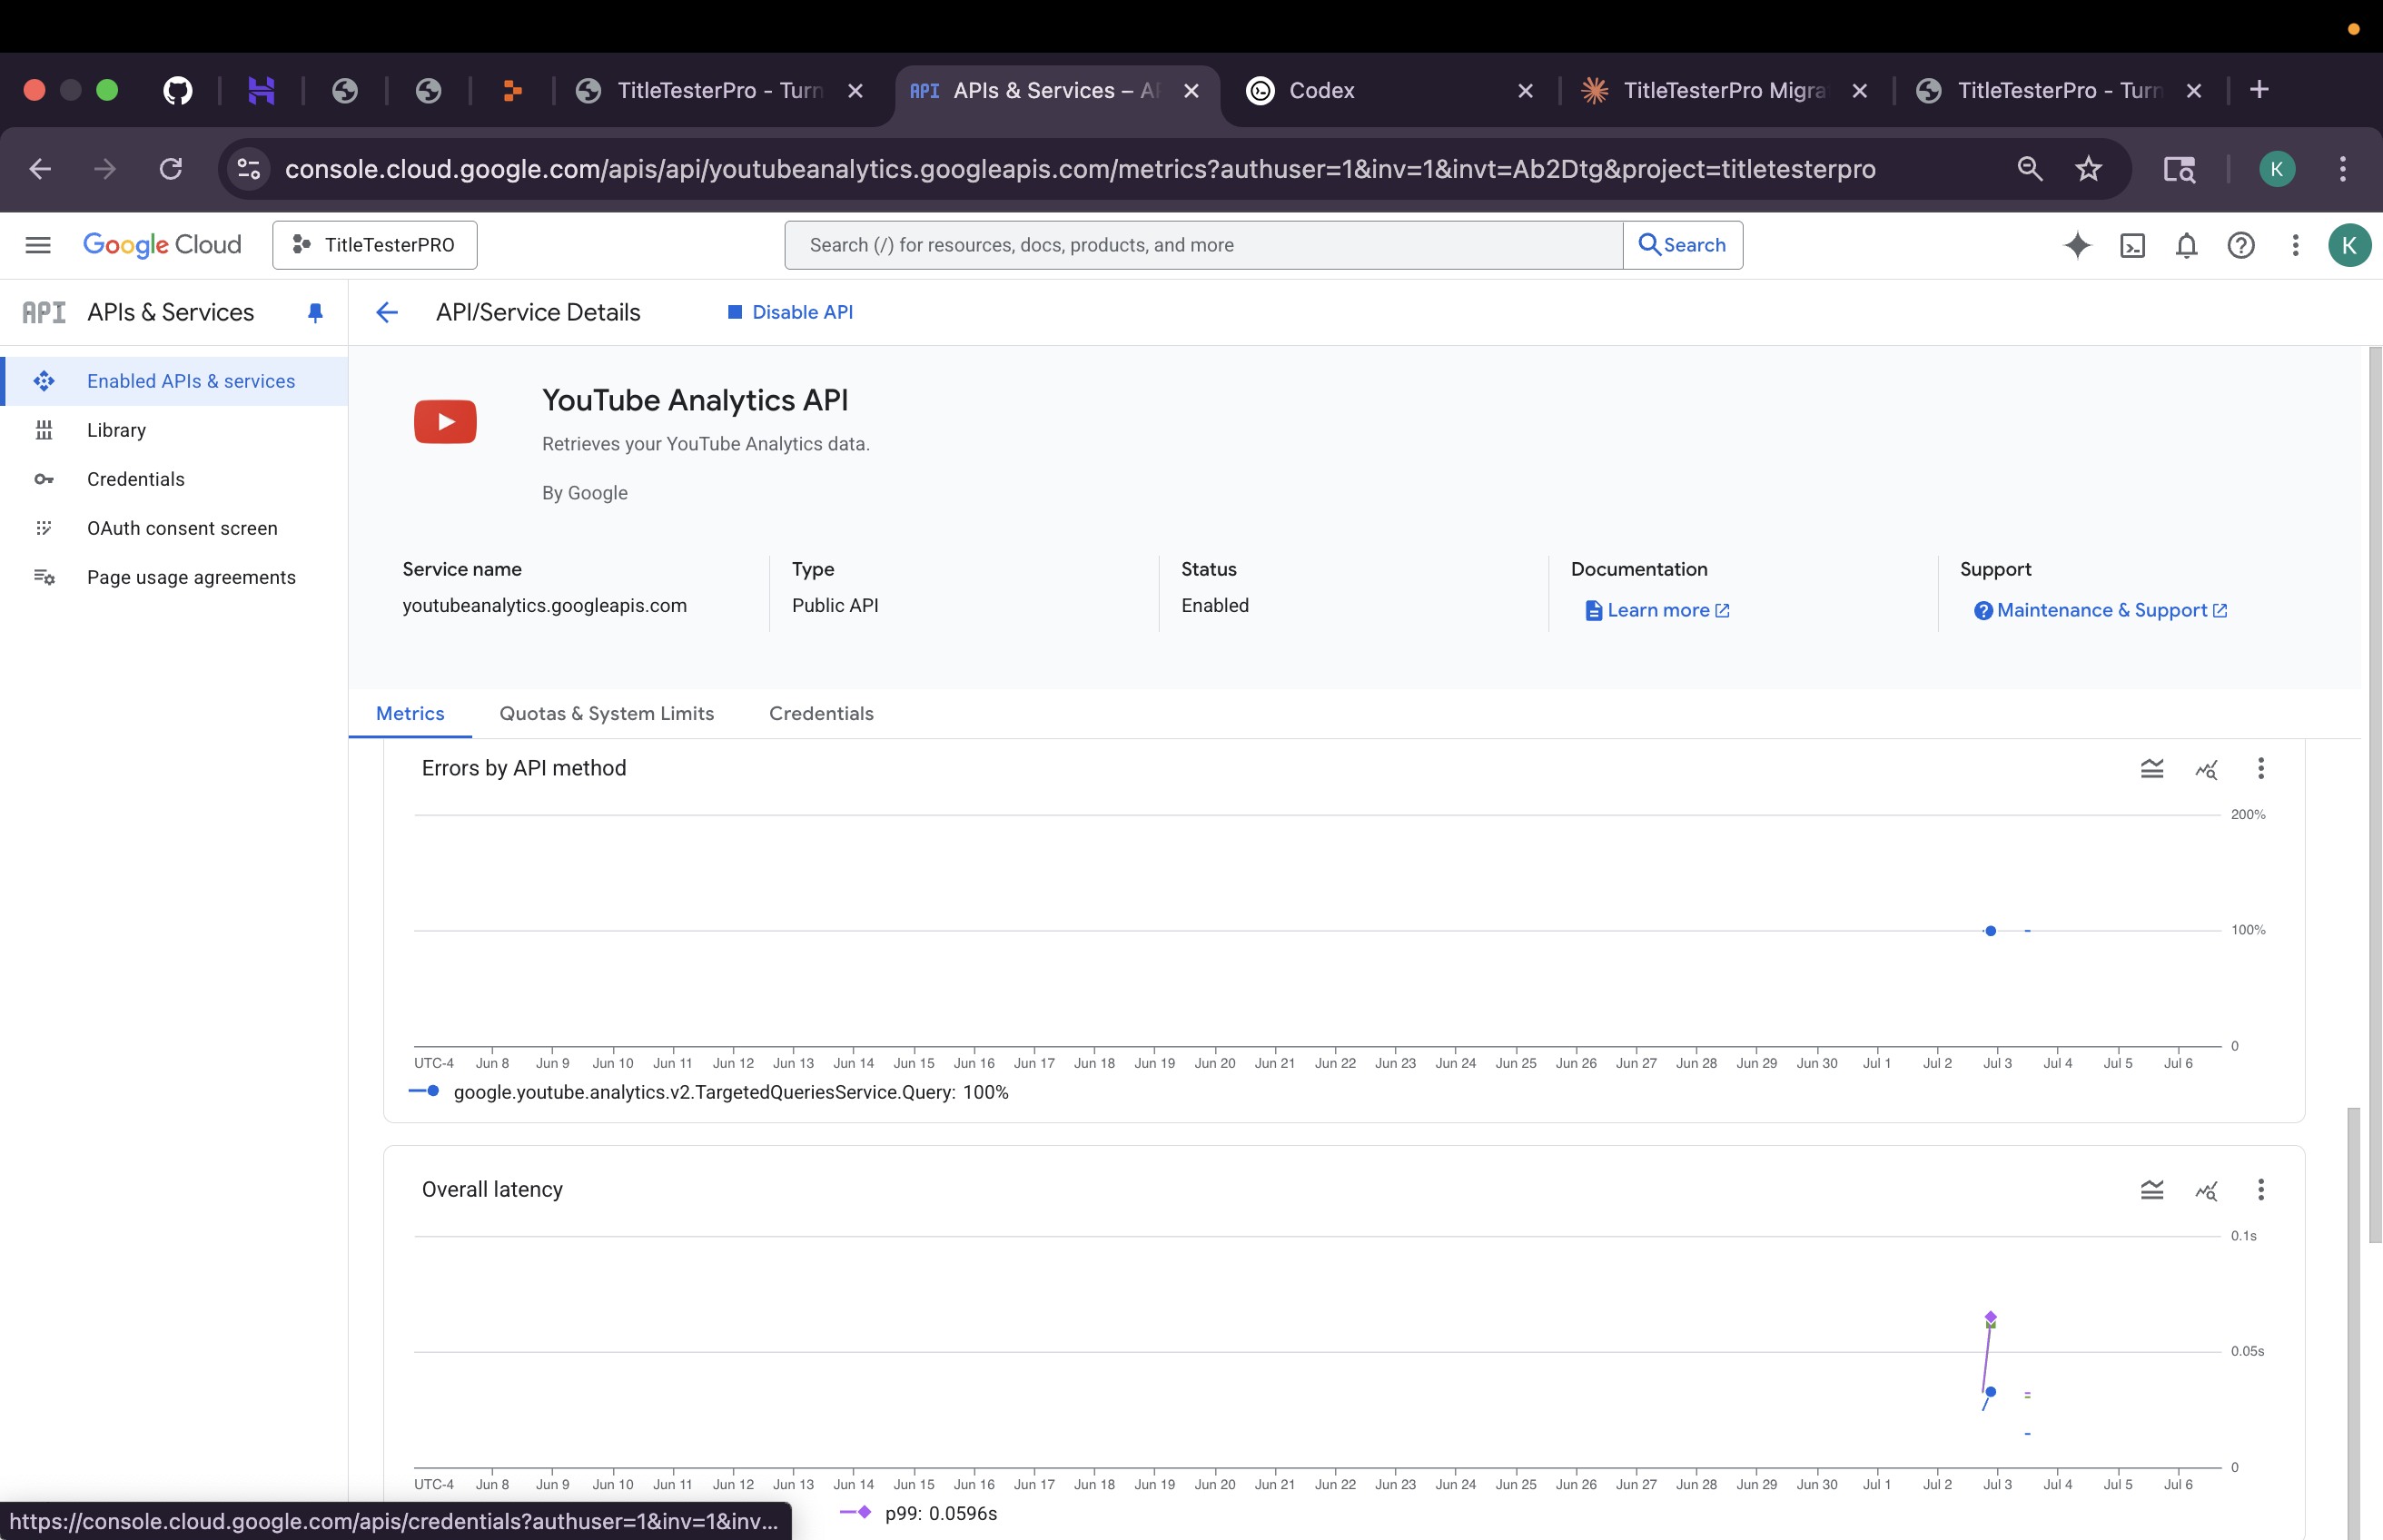 TitleTesterPro - Turn
API APIs & Services – AP
Codex
TitleTesterPro Migra
TitleTesterPro - Turn
console.cloud.google.com/apis/api/youtubeanalytics.googleapis.com/metrics?authuser=1&inv=1&invt=Ab2Dtg&project=titletesterpro
K
Google Cloud
TitleTesterPRO
Search (/) for resources, docs, products, and more
Search
K
API APIs & Services
API/Service Details
Disable API
Enabled APIs & services
Library
Credentials
OAuth consent screen
Page usage agreements
YouTube Analytics API
Retrieves your YouTube Analytics data.
By Google
Service name
youtubeanalytics.googleapis.com
Type
Public API
Status
Enabled
Documentation
Learn more
Support
Maintenance & Support
Metrics
Quotas & System Limits
Credentials
Errors by API method
200%
100%
0
UTC-4 Jun 8 Jun 9 Jun 10 Jun 11 Jun 12 Jun 13 Jun 14 Jun 15 Jun 16 Jun 17 Jun 18 Jun 19 Jun 20 Jun 21 Jun 22 Jun 23 Jun 24 Jun 25 Jun 26 Jun 27 Jun 28 Jun 29 Jun 30 Jul 1 Jul 2 Jul 3 Jul 4 Jul 5 Jul 6
google.youtube.analytics.v2.TargetedQueriesService.Query: 100%
Overall latency
0.1s
0.05s
0
UTC-4 Jun 8 Jun 9 Jun 10 Jun 11 Jun 12 Jun 13 Jun 14 Jun 15 Jun 16 Jun 17 Jun 18 Jun 19 Jun 20 Jun 21 Jun 22 Jun 23 Jun 24 Jun 25 Jun 26 Jun 27 Jun 28 Jun 29 Jun 30 Jul 1 Jul 2 Jul 3 Jul 4 Jul 5 Jul 6
p99: 0.0596s
https://console.cloud.google.com/apis/credentials?authuser=1&inv=1&inv...